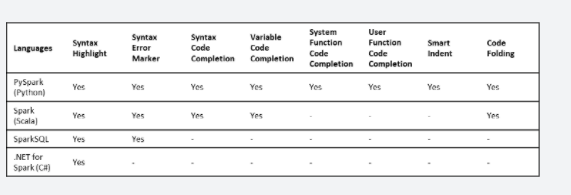 Languages Syntax Highlight Syntax Error Marker Syntax Code Completion Variable Code Completion System Function Code Completion User Function Code Completion Smart Indent Code Folding
PySpark (Python) Yes Yes Yes Yes Yes Yes Yes Yes
Spark (Scala) Yes Yes Yes Yes - - - Yes
SparkSQL Yes Yes - - - - - -
.NET for Spark (C#) Yes - - - - - - -